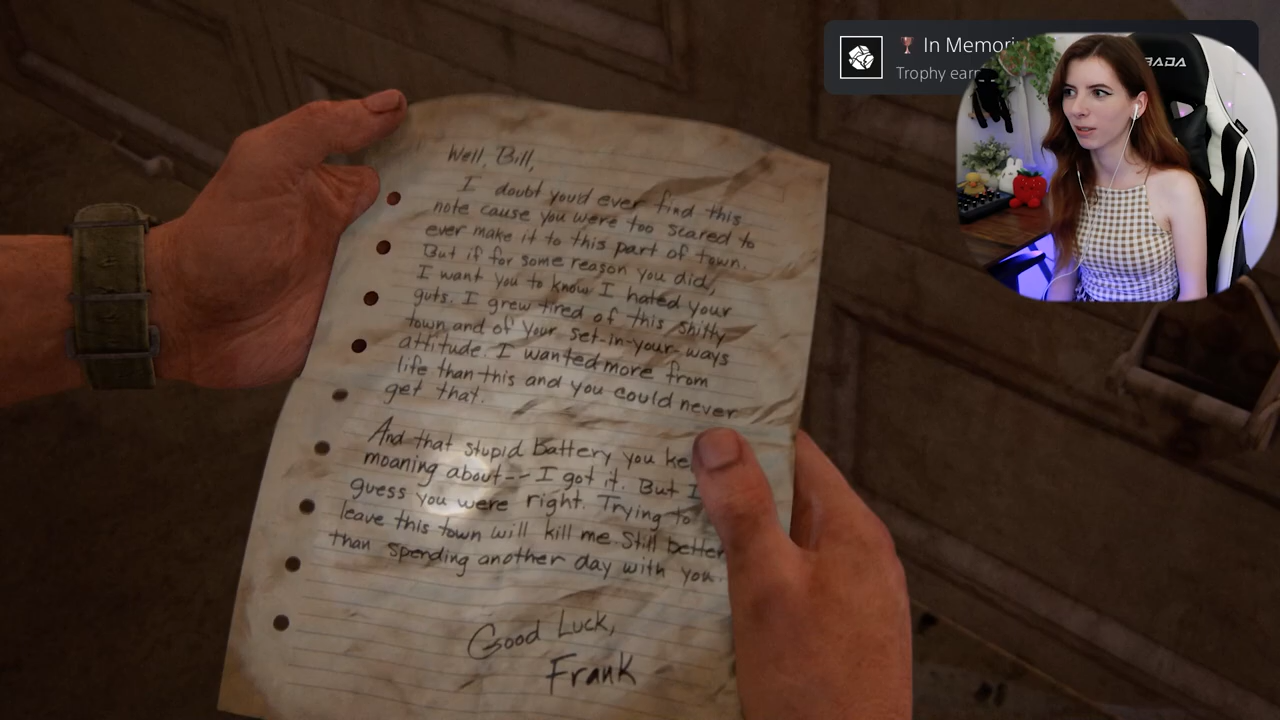 In Memori
Trophy earn
BADA
Well, Bill,
I doubt you'd ever find this
note cause you were too scared to
ever make it to this part of town.
But if for some reason you did,
I want you to know I hated your
guts. I grew tired of this shitty
town and of your set-in-your-ways
attitude. I wanted more from
life than this and you could never
get that.
And that stupid Battery you ke
moaning about-- I got it. But I
guess you were right. Trying to
leave this town will kill me. Still better
than spending another day with you.
Good Luck,
Frank